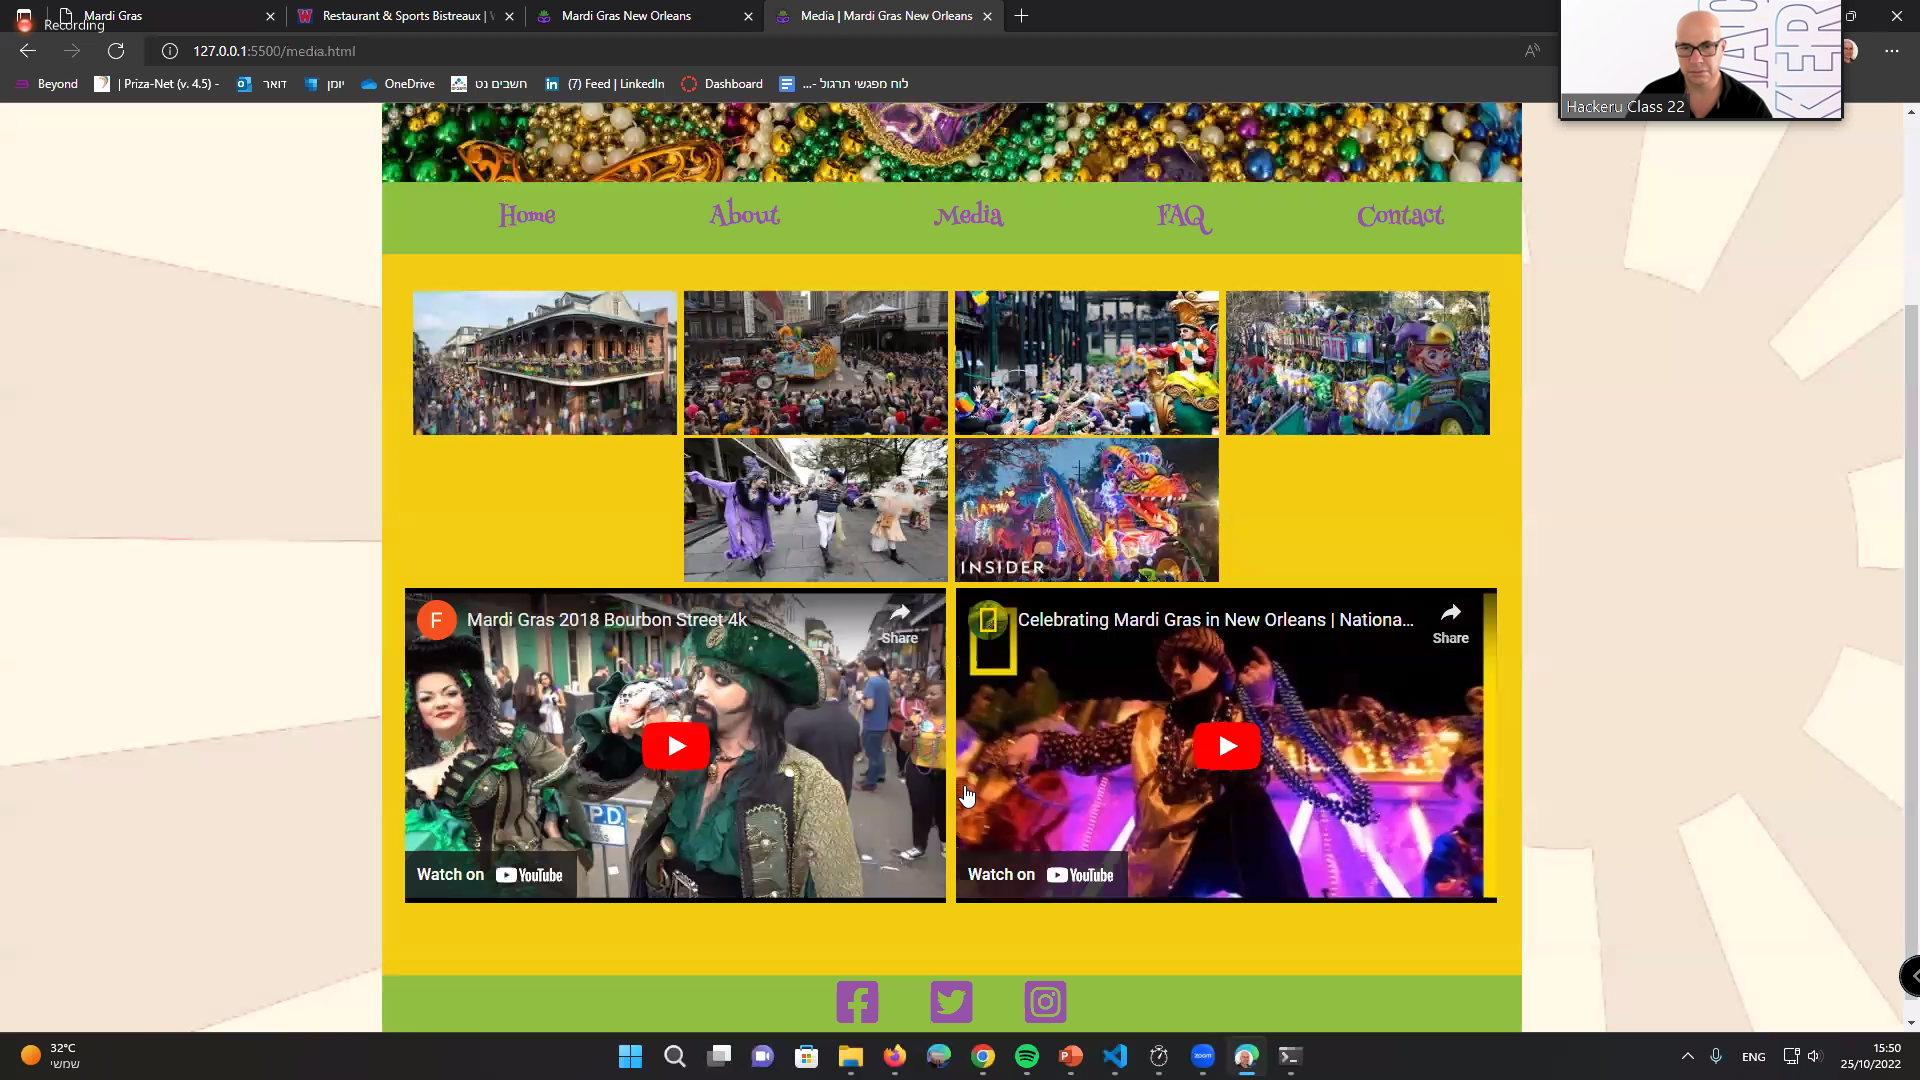 Recording
Mardi Gras
Restaurant & Sports Bistreaux |
Mardi Gras New Orleans
Media | Mardi Gras New Orleans
127.0.0.1:5500/media.html
Beyond
| Priza-Net (v. 4.5) -
דואר
יומן
OneDrive
חשבים נט
(7) Feed | LinkedIn
Dashboard
לוח מפגשי תרגול -...
Hackeru Class 22
Home
About
Media
FAQ
Contact
INSIDER
F
Mardi Gras 2018 Bourbon Street 4k
Share
Celebrating Mardi Gras in New Orleans | Nationa...
Share
P.D.
Watch on YouTube
Watch on YouTube
32°C
שמשי
zoom
ENG
15:50
25/10/2022